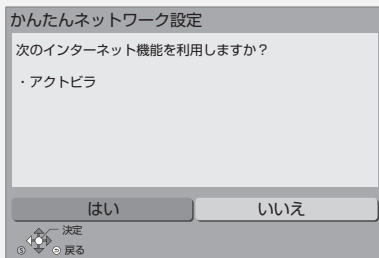 かんたんネットワーク設定
次のインターネット機能を利用しますか？
・アクトビラ
はい
いいえ
決定
S
戻る